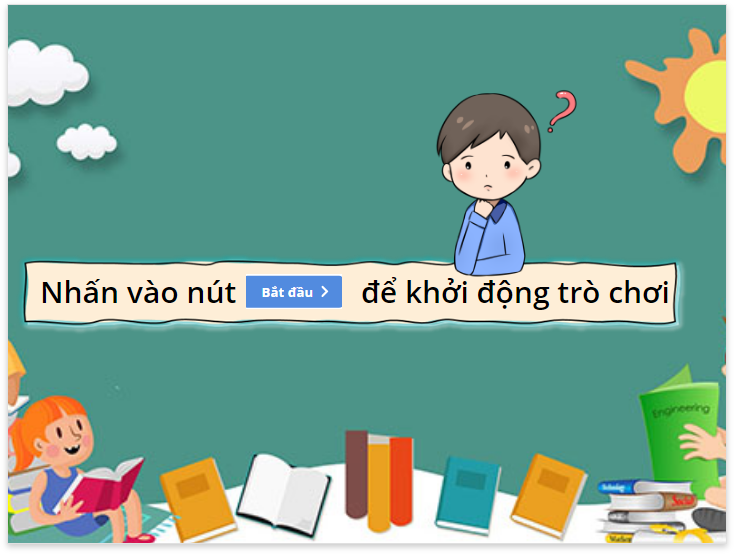 Nhấn vào nút Bắt đầu > để khởi động trò chơi
Engineering